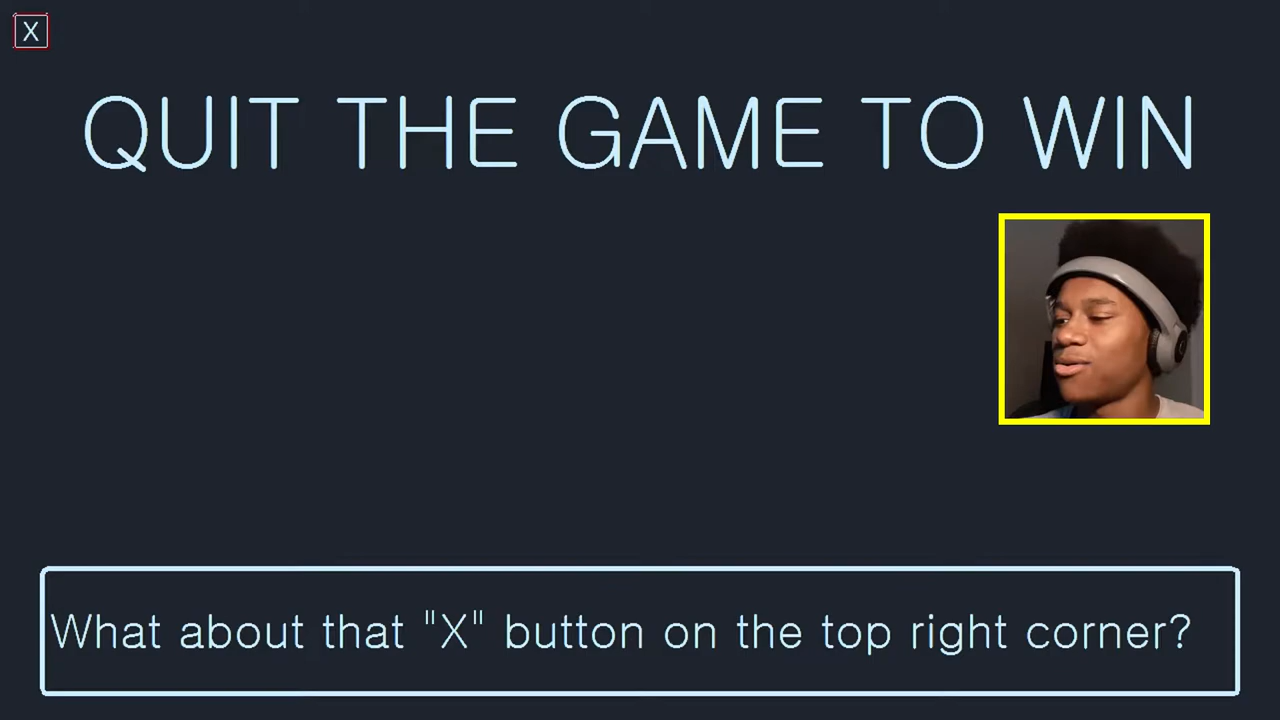 X
QUIT THE GAME TO WIN
What about that "X" button on the top right corner?